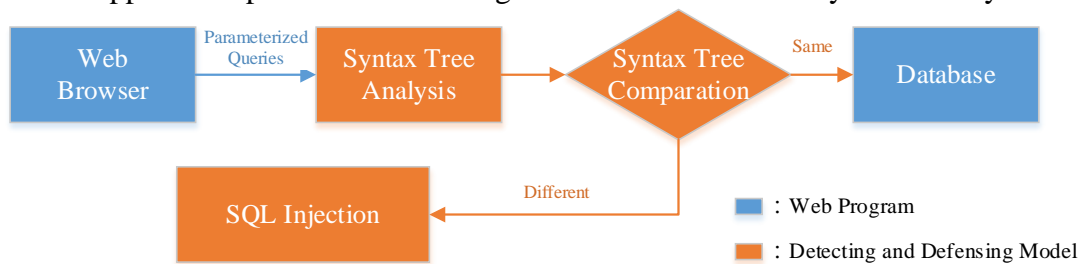 Parameterized
Queries
Web
Browser
Syntax Tree
Analysis
Syntax Tree
Comparation
Same
Database
Different
SQL Injection
: Web Program
: Detecting and Defensing Model